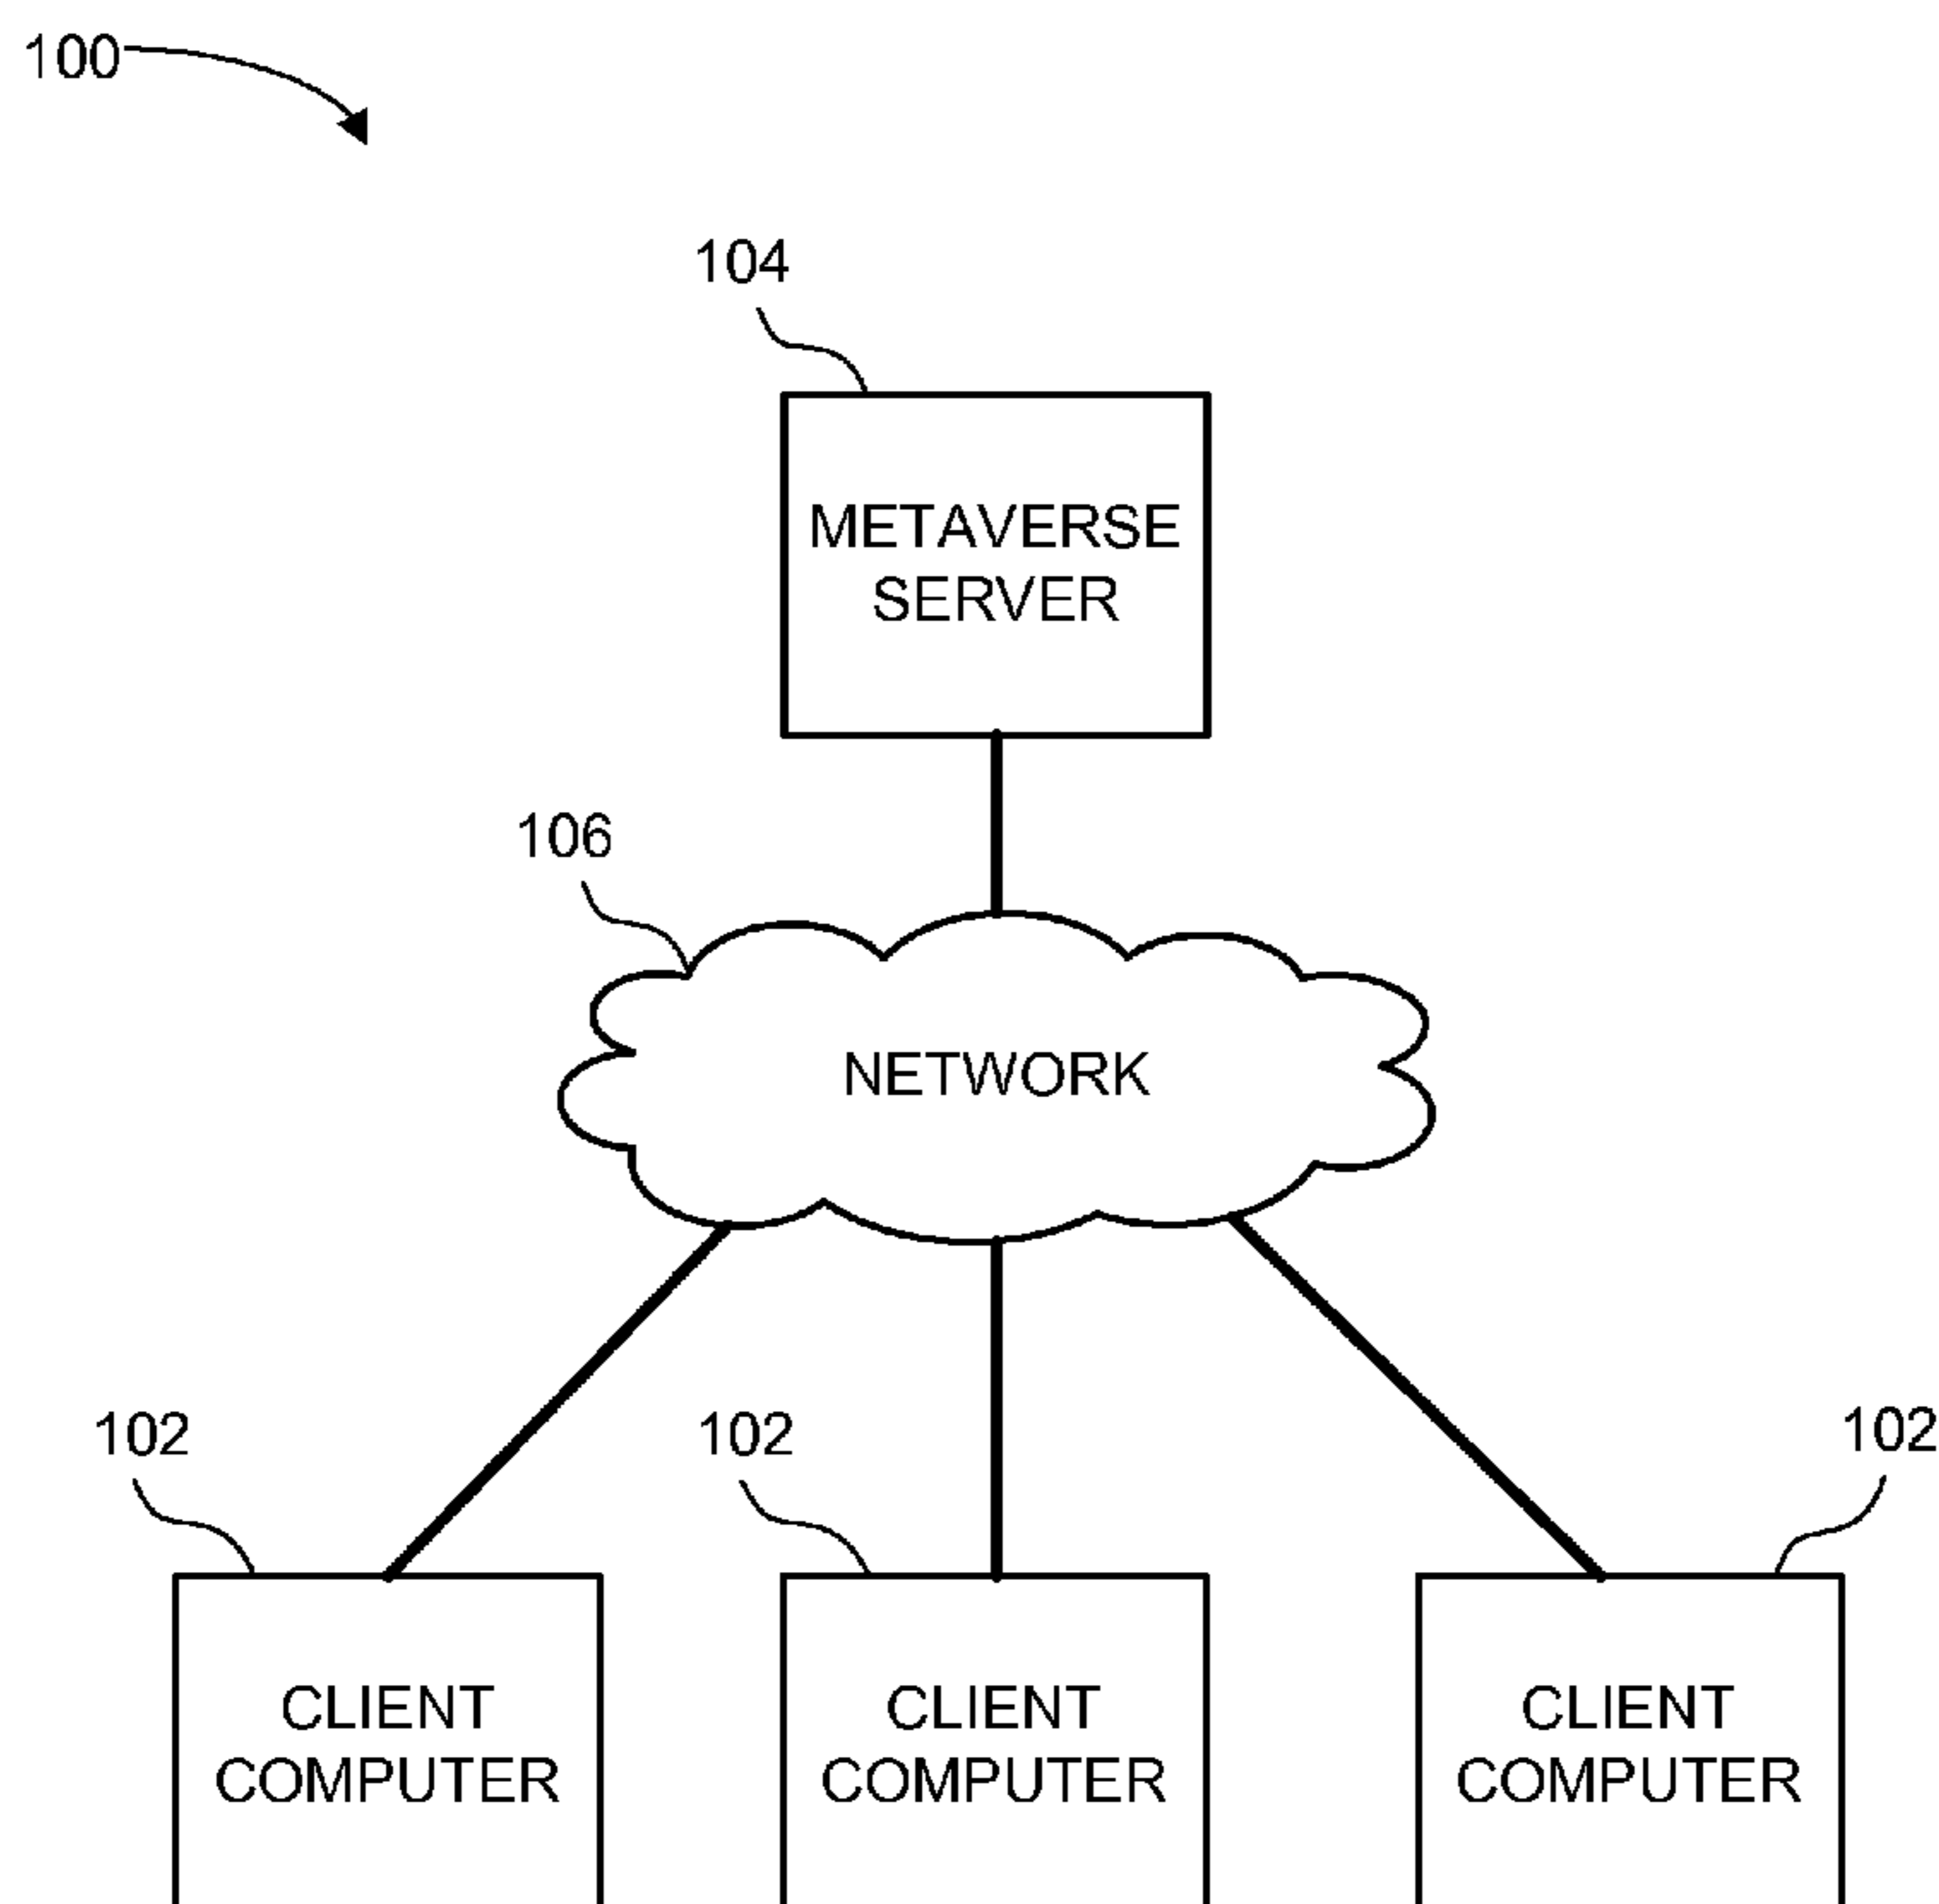 100
104
METAVERSE
SERVER
106
NETWORK
102
102
102
CLIENT
COMPUTER
CLIENT
COMPUTER
CLIENT
COMPUTER